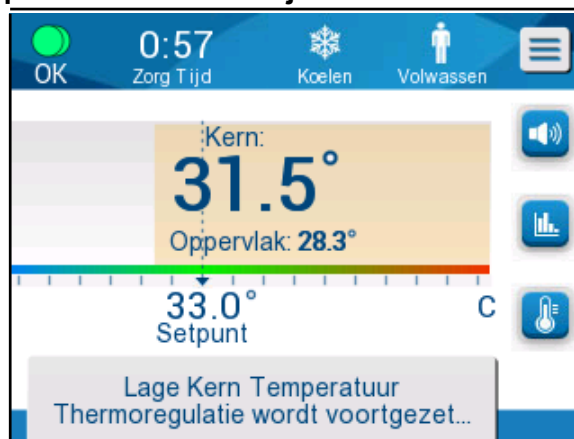 OK
0:57
Zorg Tijd
Koelen
Volwassen
Kern:
31.5°
Oppervlak: 28.3°
33.0°
C
Setpunt
Lage Kern Temperatuur
Thermoregulatie wordt voortgezet...